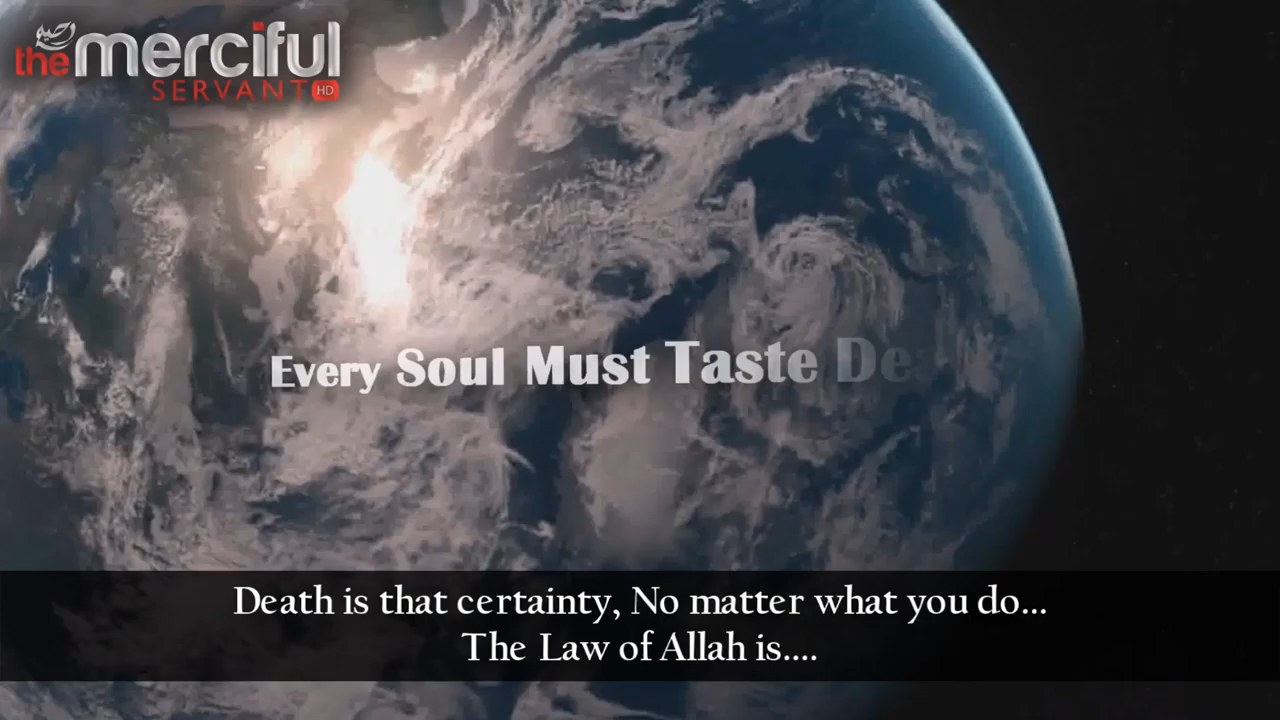 the merciful
SERVANT HD
Every Soul Must Taste
Death is that certainty, No matter what you do...
The Law of Allah is....